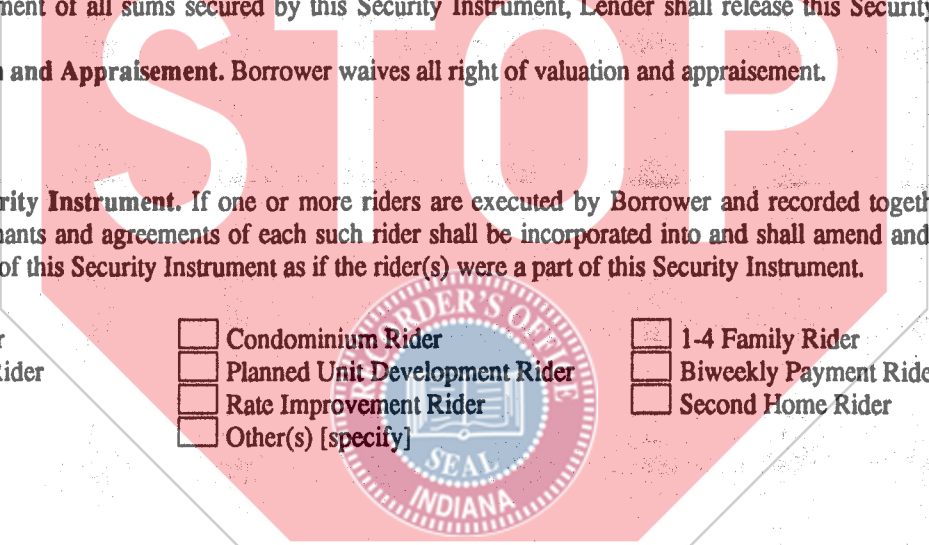 ment of all sums secured by this Security Instrument, Lender shall release this Security
and Appraisement. Borrower waives all right of valuation and appraisement.
STOP
rity Instrument. If one or more riders are executed by Borrower and recorded togeth
nants and agreements of each such rider shall be incorporated into and shall amend and
of this Security Instrument as if the rider(s) were a part of this Security Instrument.
Condominium Rider
1-4 Family Rider
Rider
Planned Unit Development Rider
Biweekly Payment Ride
Rate Improvement Rider
Second Home Rider
Other(s) [specify]
RECORDER'S OFFICE
SEAL
INDIANA